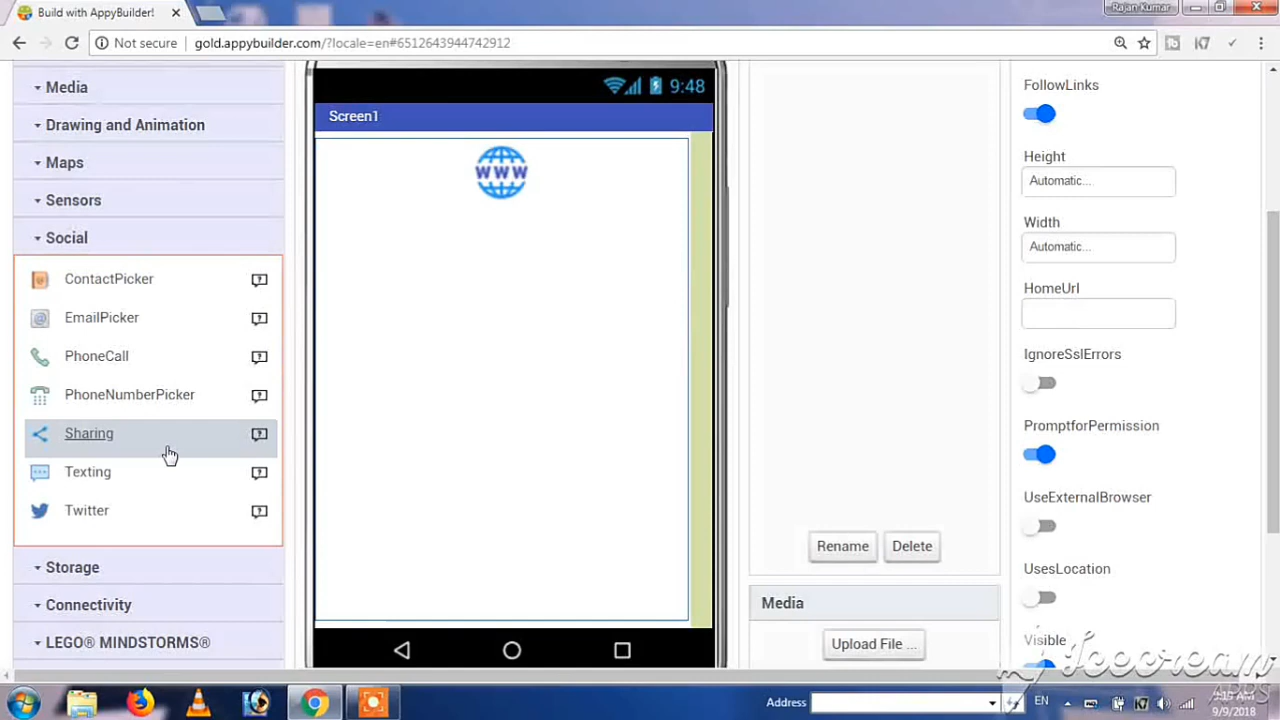 Build with AppyBuilder!
Rajan Kumar
Not secure
gold.appybuilder.com/?locale=en#6512643944742912
Media
Drawing and Animation
Maps
Sensors
Social
ContactPicker
EmailPicker
PhoneCall
PhoneNumberPicker
Sharing
Texting
Twitter
Storage
Connectivity
LEGO® MINDSTORMS®
9:48
Screen1
WWW
Rename
Delete
Media
Upload File ...
FollowLinks
Height
Automatic...
Width
Automatic...
HomeUrl
IgnoreSslErrors
PromptforPermission
UseExternalBrowser
UsesLocation
Visible
Icecream
APPS
Address
EN
9/9/2018